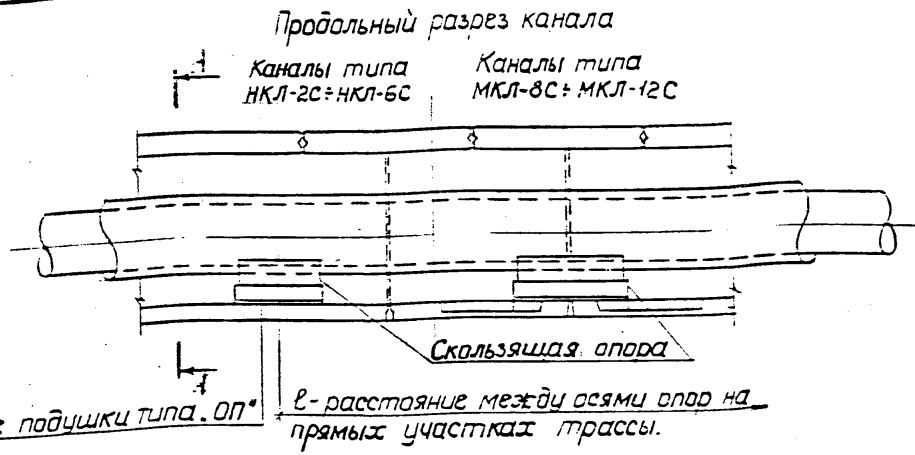 Продольный разрез канала
Каналы типа
НКЛ-2С÷НКЛ-6С
Каналы типа
МКЛ-8С÷МКЛ-12С
Скользящая опора
подушки типа „ОП"
ℓ-расстояние между осями опор на
прямых участках трассы.